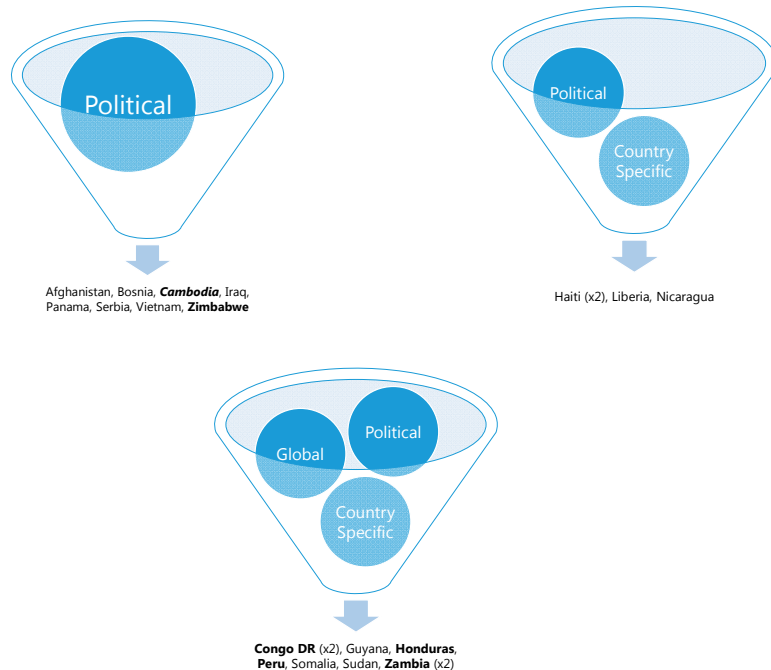 Political
Afghanistan, Bosnia, Cambodia, Iraq,
Panama, Serbia, Vietnam, Zimbabwe
Political
Country
Specific
Haiti (x2), Liberia, Nicaragua
Political
Global
Country
Specific
Congo DR (x2), Guyana, Honduras,
Peru, Somalia, Sudan, Zambia (x2)